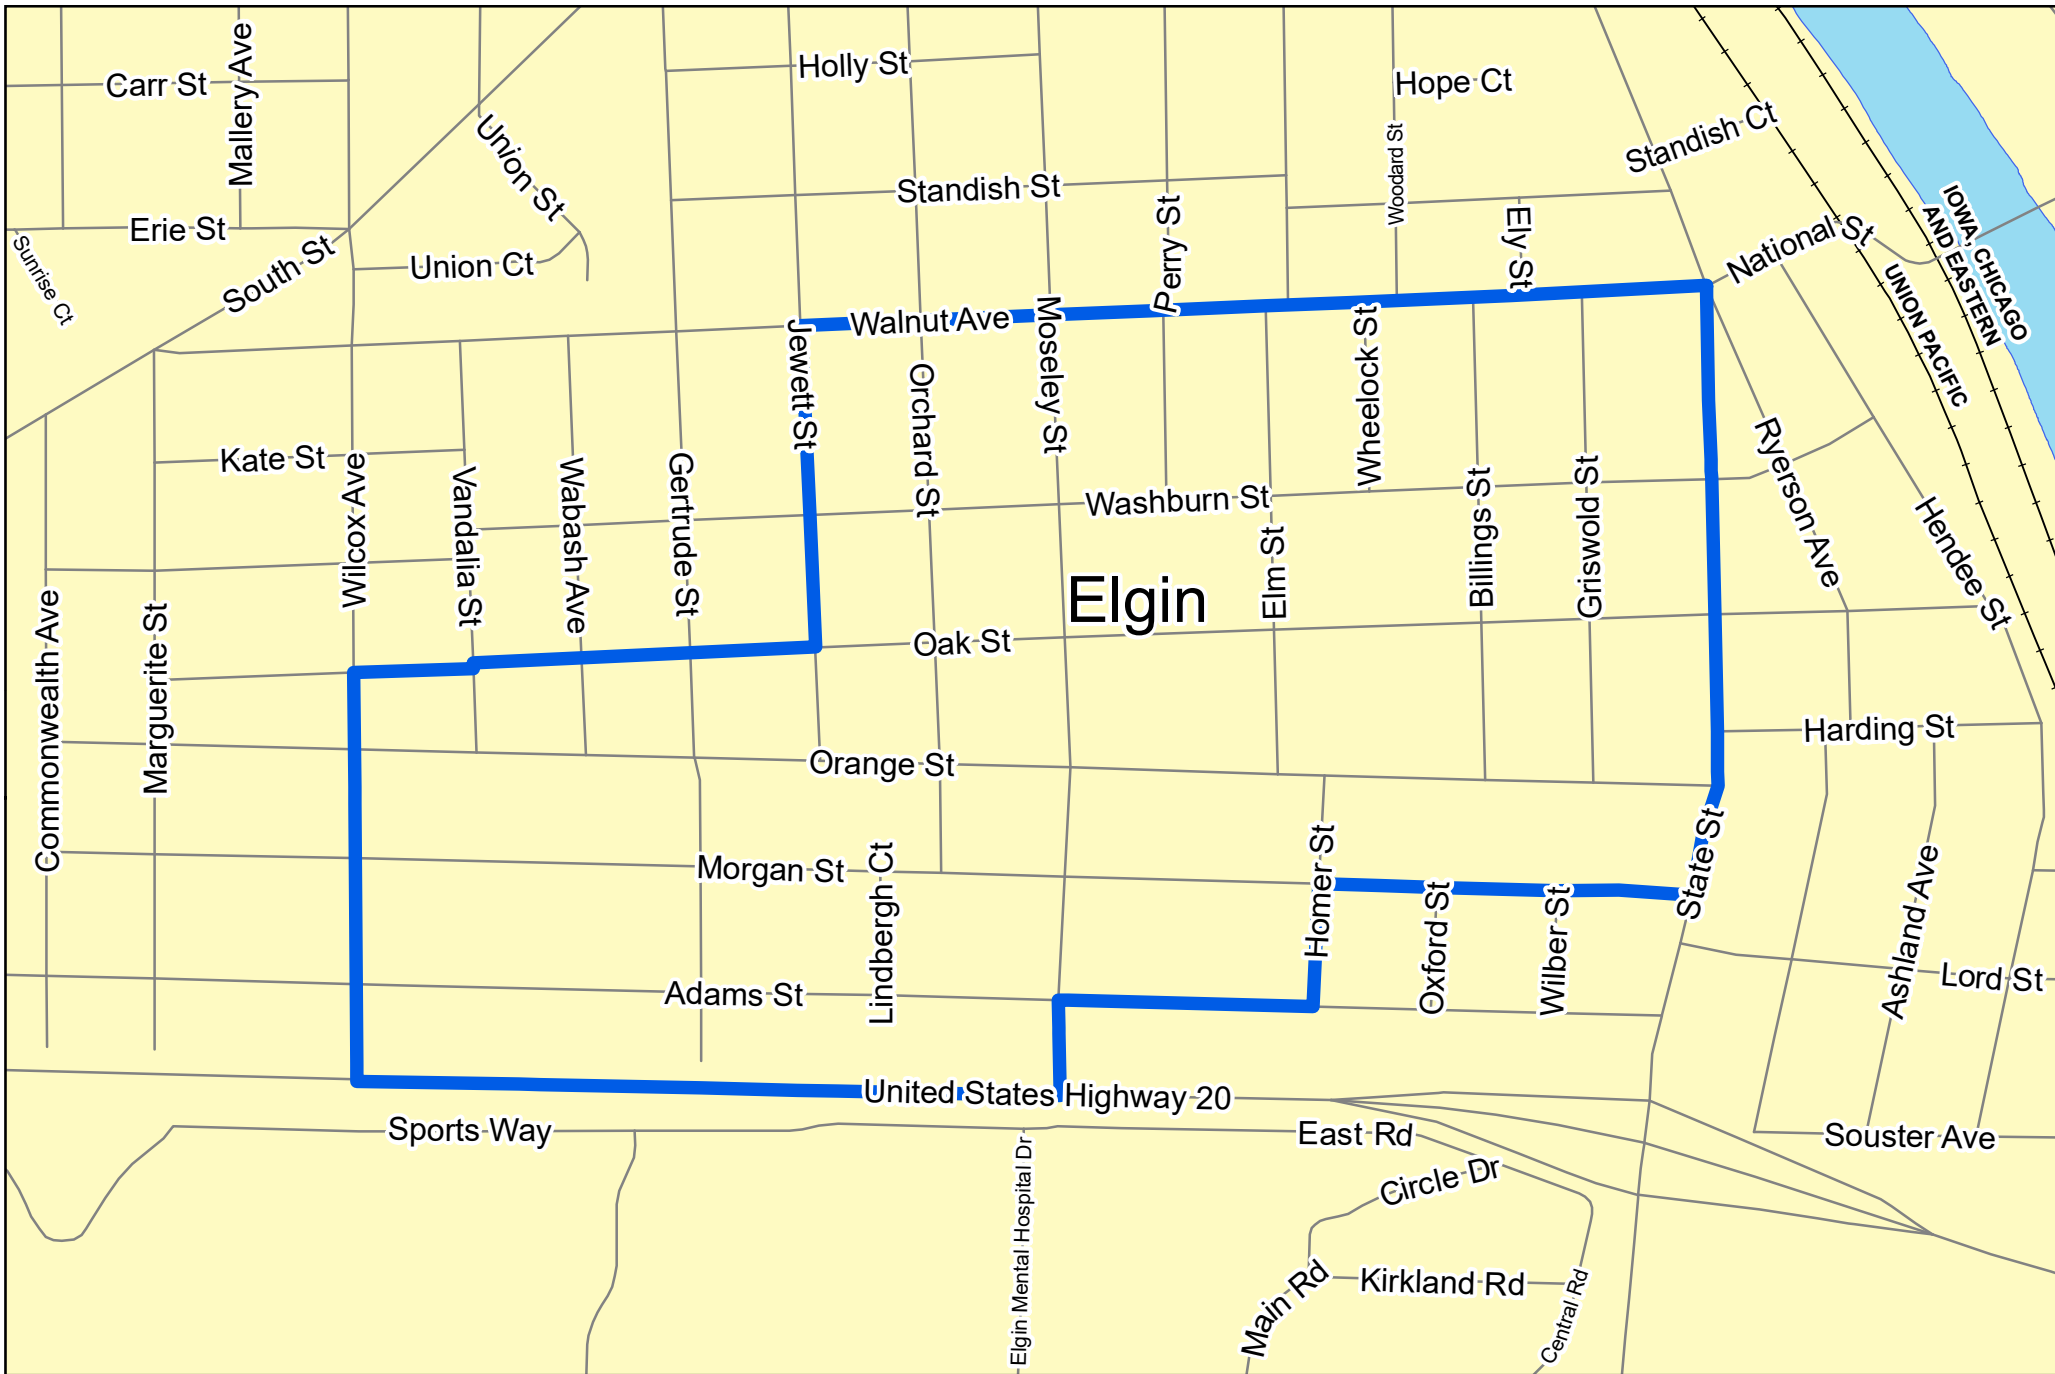 Carr St
Mallery Ave
Holly St
Hope Ct
Woodard St
Standish Ct
Union St
Standish St
Perry St
Ely St
Erie St
Sunrise Ct
South St
Union Ct
National St
IOWA, CHICAGO
AND EASTERN
UNION PACIFIC
Walnut Ave
Jewett St
Orchard St
Moseley St
Wheelock St
Kate St
Wilcox Ave
Vandalia St
Wabash Ave
Gertrude St
Washburn St
Elm St
Billings St
Griswold St
Ryerson Ave
Hendee St
Elgin
Commonwealth Ave
Marguerite St
Oak St
Harding St
Orange St
Morgan St
Lindbergh Ct
Homer St
State St
Oxford St
Wilber St
Ashland Ave
Lord St
Adams St
United States Highway 20
Sports Way
East Rd
Souster Ave
Elgin Mental Hospital Dr
Circle Dr
Main Rd
Kirkland Rd
Central Rd